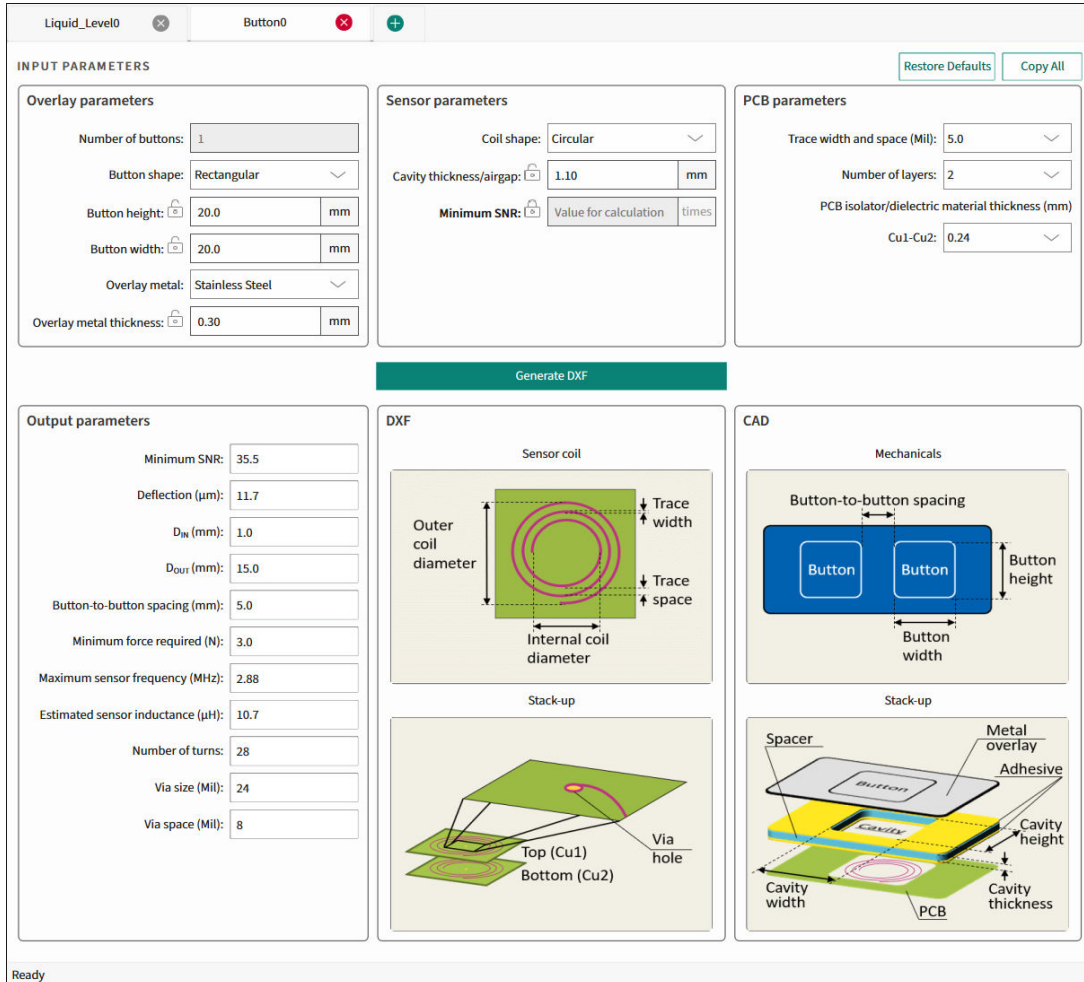 Liquid_Level0
Button0
INPUT PARAMETERS
Restore Defaults
Copy All
Overlay parameters
Number of buttons: 1
Button shape: Rectangular
Button height: 20.0 mm
Button width: 20.0 mm
Overlay metal: Stainless Steel
Overlay metal thickness: 0.30 mm
Sensor parameters
Coil shape: Circular
Cavity thickness/airgap: 1.10 mm
Minimum SNR: Value for calculation times
PCB parameters
Trace width and space (Mil): 5.0
Number of layers: 2
PCB isolator/dielectric material thickness (mm)
Cu1-Cu2: 0.24
Generate DXF
Output parameters
Minimum SNR: 35.5
Deflection (μm): 11.7
DIN (mm): 1.0
DOUT (mm): 15.0
Button-to-button spacing (mm): 5.0
Minimum force required (N): 3.0
Maximum sensor frequency (MHz): 2.88
Estimated sensor inductance (μH): 10.7
Number of turns: 28
Via size (Mil): 24
Via space (Mil): 8
DXF
Sensor coil
Outer
coil
diameter
Trace
width
Trace
space
Internal coil
diameter
Stack-up
Via
hole
Top (Cu1)
Bottom (Cu2)
CAD
Mechanicals
Button-to-button spacing
Button
Button
Button
height
Button
width
Stack-up
Spacer
Metal
overlay
Adhesive
Button
Cavity
Cavity
height
Cavity
width
Cavity
thickness
PCB
Ready